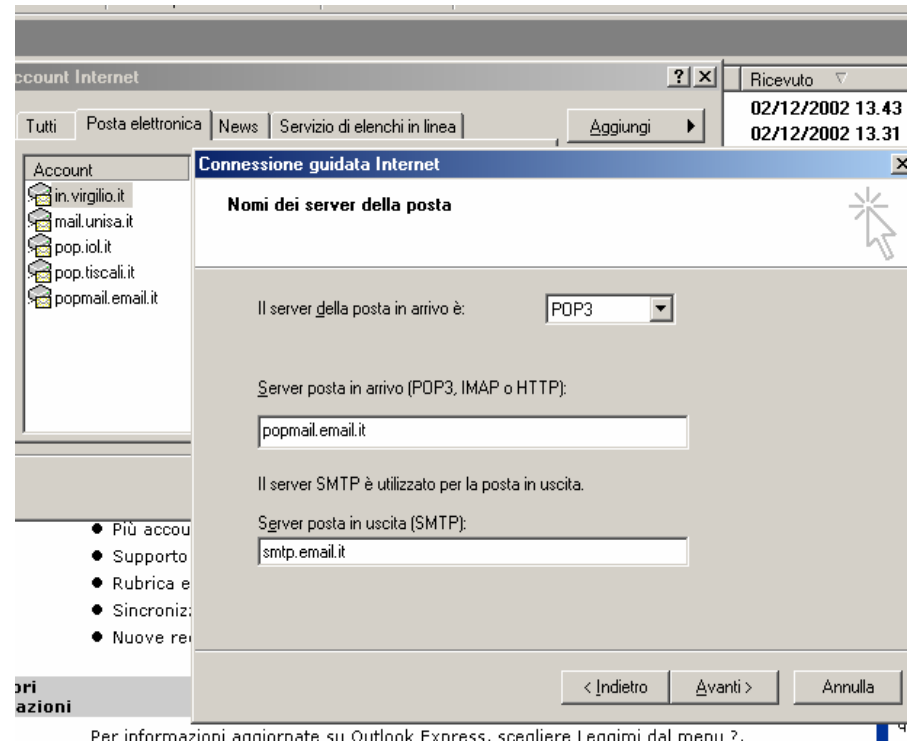 Account Internet
Ricevuto
02/12/2002 13.43
02/12/2002 13.31
Tutti
Posta elettronica
News
Servizio di elenchi in linea
Aggiungi
Account
in.virgilio.it
mail.unisa.it
pop.iol.it
pop.tiscali.it
popmail.email.it
Connessione guidata Internet
Nomi dei server della posta
Il server della posta in arrivo è:
POP3
Server posta in arrivo (POP3, IMAP o HTTP):
popmail.email.it
Il server SMTP è utilizzato per la posta in uscita.
Server posta in uscita (SMTP):
smtp.email.it
< Indietro
Avanti >
Annulla
Più accou
Supporto
Rubrica e
Sincroniz
Nuove re
ori
azioni
Per informazioni aggiornate su Outlook Express, scegliere Leggimi dal menu ?.